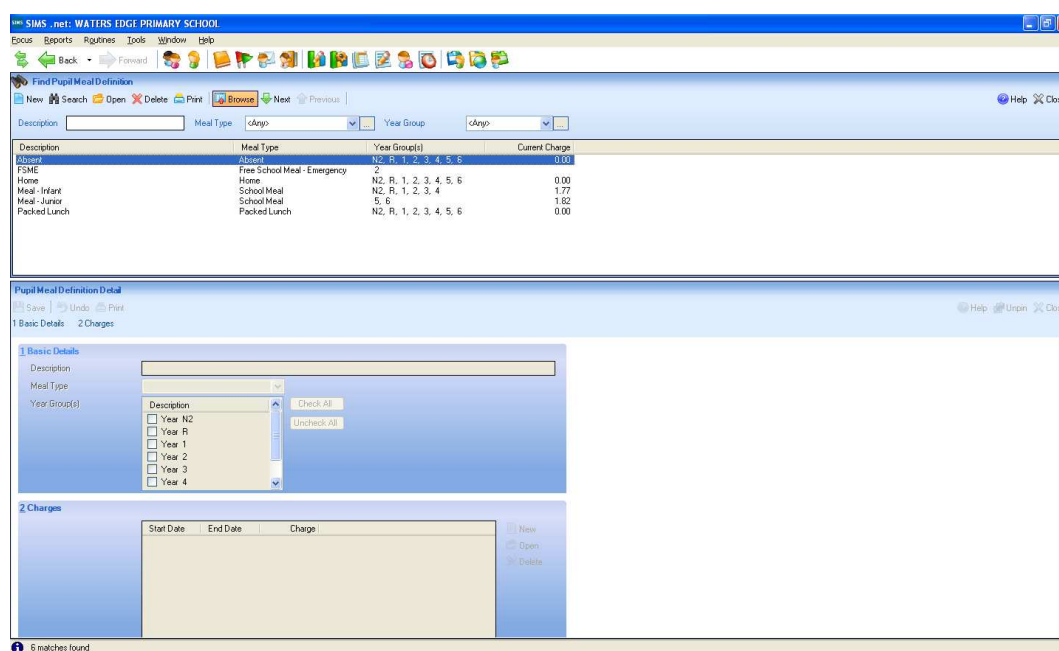 SIMS .net: WATERS EDGE PRIMARY SCHOOL
Focus Reports Routines Tools Window Help
Back Forward
Find Pupil Meal Definition
New Search Open Delete Print Browse Next Previous Help Clo
Description Meal Type <Any> ... Year Group <Any> ...
Description Meal Type Year Group(s) Current Charge
Absent Absent N2, R, 1, 2, 3, 4, 5, 6 0.00
FSME Free School Meal - Emergency 2
Home Home N2, R, 1, 2, 3, 4, 5, 6 0.00
Meal - Infant School Meal N2, R, 1, 2, 3, 4 1.77
Meal - Junior School Meal 5, 6 1.82
Packed Lunch Packed Lunch N2, R, 1, 2, 3, 4, 5, 6 0.00
Pupil Meal Definition Detail
Save Undo Print Help Unpin Clo
1 Basic Details 2 Charges
1 Basic Details
Description
Meal Type
Year Group(s) Description Check All
Year N2 Uncheck All
Year R
Year 1
Year 2
Year 3
Year 4
2 Charges
Start Date End Date Charge New
Open
Delete
6 matches found